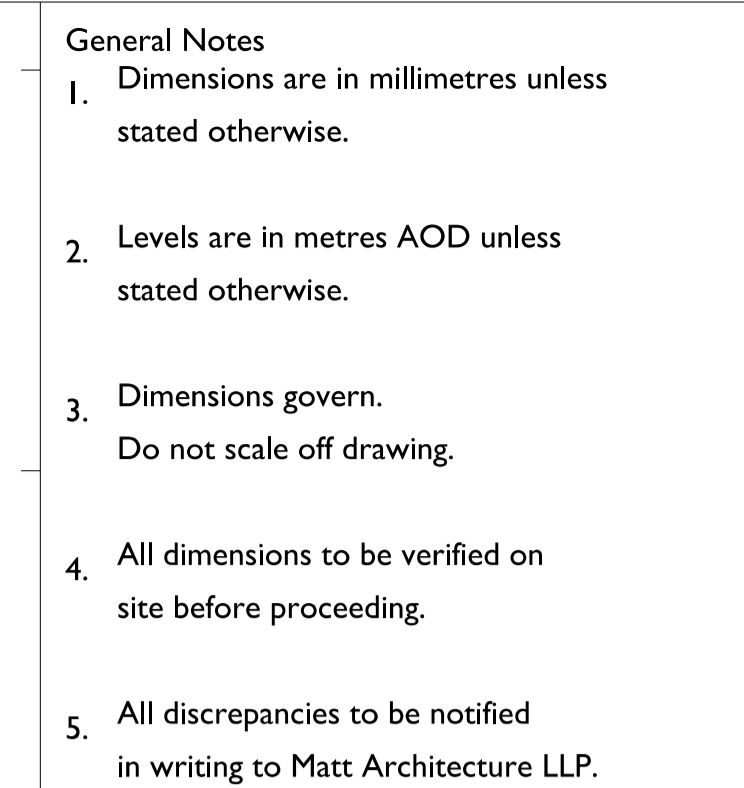 General Notes
1. Dimensions are in millimetres unless
stated otherwise.
2. Levels are in metres AOD unless
stated otherwise.
3. Dimensions govern.
Do not scale off drawing.
4. All dimensions to be verified on
site before proceeding.
5. All discrepancies to be notified
in writing to Matt Architecture LLP.